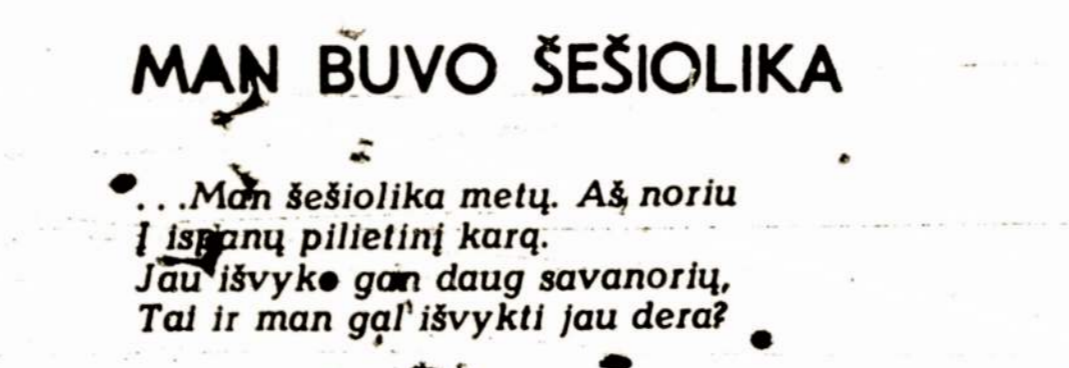 MAN BUVO ŠEŠIOLIKA
...Man šešiolika metų. Aš noriu
Į ispanų pilietinį karą.
Jau išvyko gan daug savanorių,
Tai ir man gal išvykti jau dera?